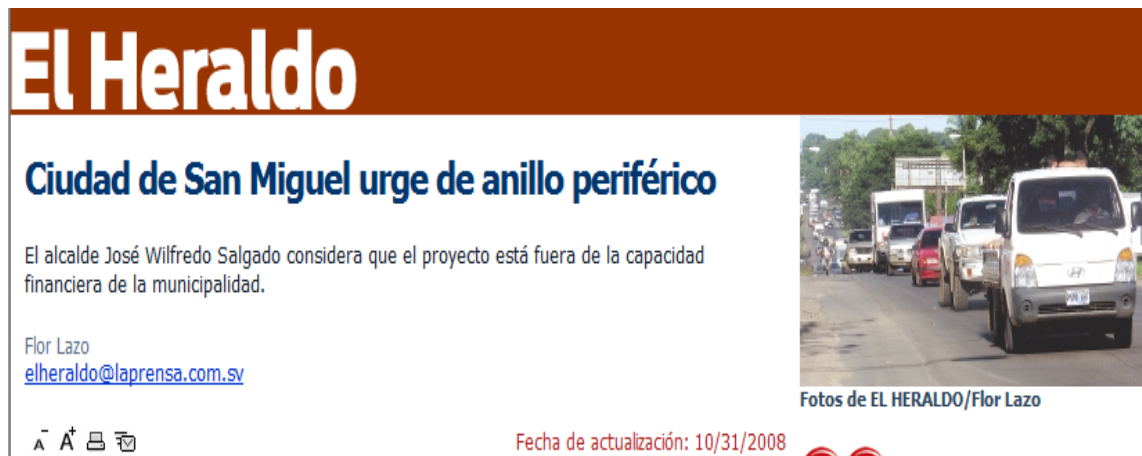 El Heraldo
Ciudad de San Miguel urge de anillo periférico
El alcalde José Wilfredo Salgado considera que el proyecto está fuera de la capacidad
financiera de la municipalidad.
Flor Lazo
elheraldo@laprensa.com.sv
Fotos de EL HERALDO/Flor Lazo
A- A+
Fecha de actualización: 10/31/2008